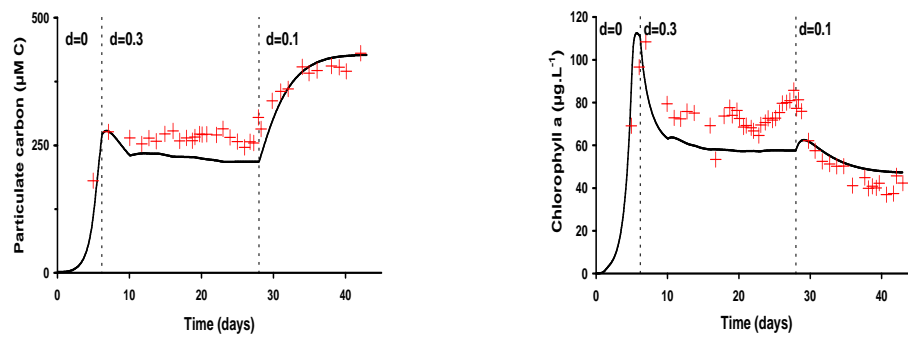 500
250
0
Particulate carbon (µM C)
d=0
d=0.3
d=0.1
0
10
20
30
40
Time (days)
120
100
80
60
40
20
0
Chlorophyll a (µg.L⁻¹)
d=0
d=0.3
d=0.1
0
10
20
30
40
Time (days)